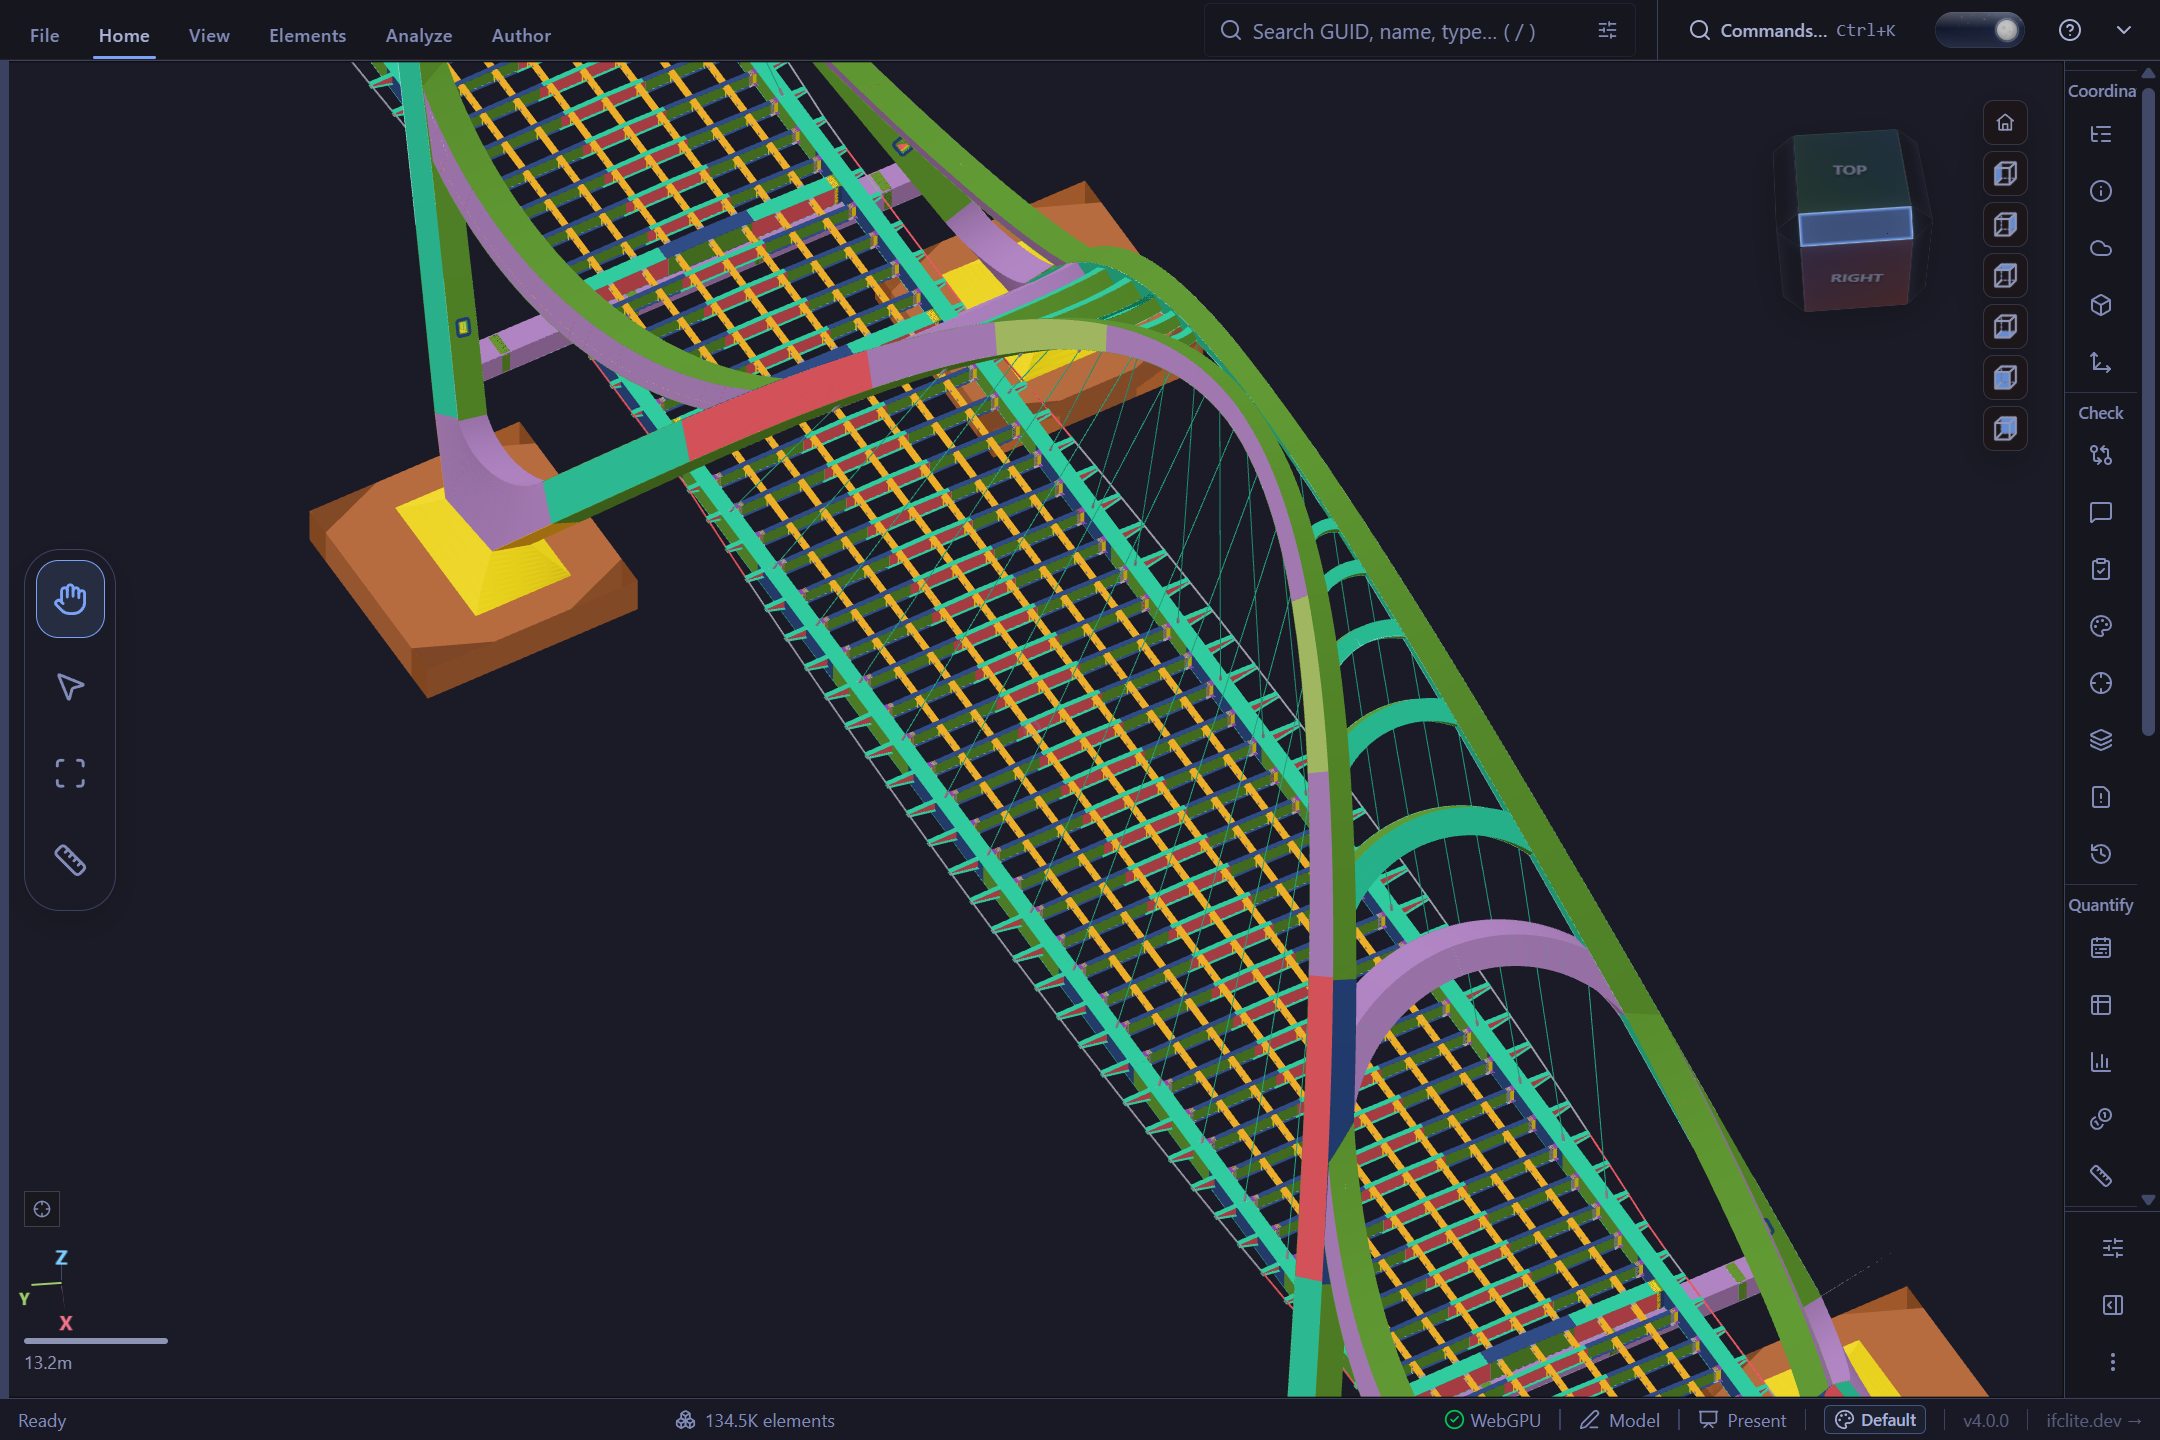 File Home View Elements Analyze Author
Search GUID, name, type... ( / )
Commands... Ctrl+K
Coordina
TOP
RIGHT
Check
Quantify
Z
Y
X
13.2m
Ready
134.5K elements
WebGPU
Model
Present
Default
v4.0.0
ifclite.dev →